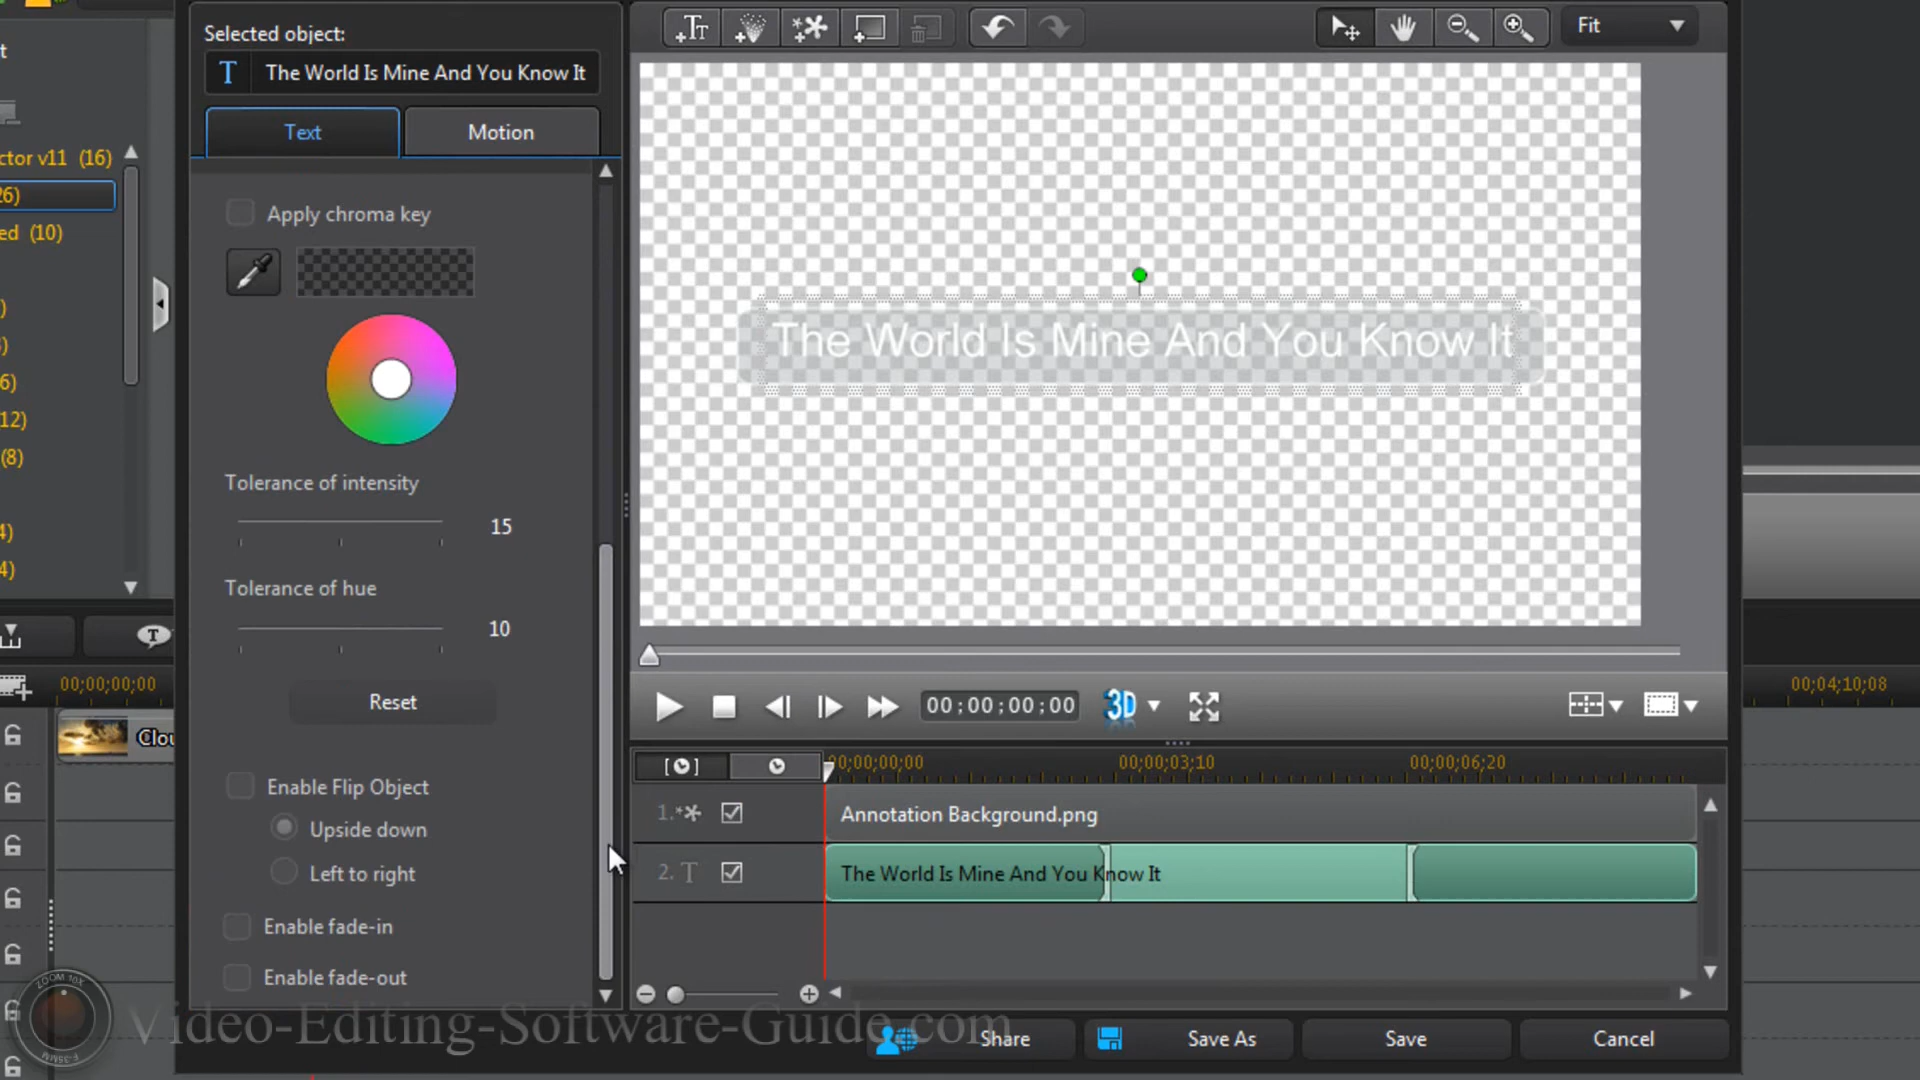 Selected object:
T The World Is Mine And You Know It
Text Motion
Apply chroma key
Tolerance of intensity
15
Tolerance of hue
10
Reset
Enable Flip Object
Upside down
Left to right
Enable fade-in
Enable fade-out
Fit
The World Is Mine And You Know It
00;00;00;00
3D
00;00;00;00 00;00;03;10 00;00;06;20
1. Annotation Background.png
2. T The World Is Mine And You Know It
Share Save As Save Cancel
ctor v11 (16)
26)
ed (10)
)
)
6)
12)
(8)
4)
4)
T
00;00;00;00
00;04;10;08
Clou
ZOOM 10X
F-35MM
Video-Editing-Software-Guide.com